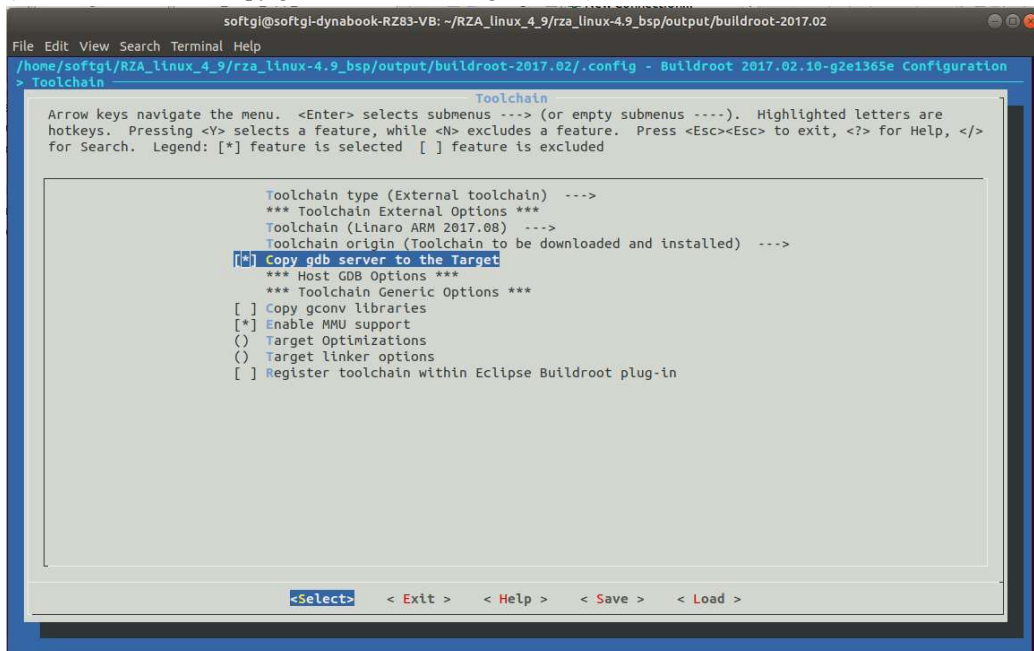 softgi@softgi-dynabook-RZ83-VB: ~/RZA_linux_4_9/rza_linux-4.9_bsp/output/buildroot-2017.02
File Edit View Search Terminal Help
/home/softgi/RZA_linux_4_9/rza_linux-4.9_bsp/output/buildroot-2017.02/.config - Buildroot 2017.02.10-g2e1365e Configuration
> Toolchain
Toolchain
Arrow keys navigate the menu. <Enter> selects submenus ---> (or empty submenus ----). Highlighted letters are
hotkeys. Pressing <Y> selects a feature, while <N> excludes a feature. Press <Esc><Esc> to exit, <?> for Help, </>
for Search. Legend: [*] feature is selected [ ] feature is excluded
Toolchain type (External toolchain) --->
*** Toolchain External Options ***
Toolchain (Linaro ARM 2017.08) --->
Toolchain origin (Toolchain to be downloaded and installed) --->
[*] Copy gdb server to the Target
*** Host GDB Options ***
*** Toolchain Generic Options ***
[ ] Copy gconv libraries
[*] Enable MMU support
() Target Optimizations
() Target linker options
[ ] Register toolchain within Eclipse Buildroot plug-in
<Select> < Exit > < Help > < Save > < Load >